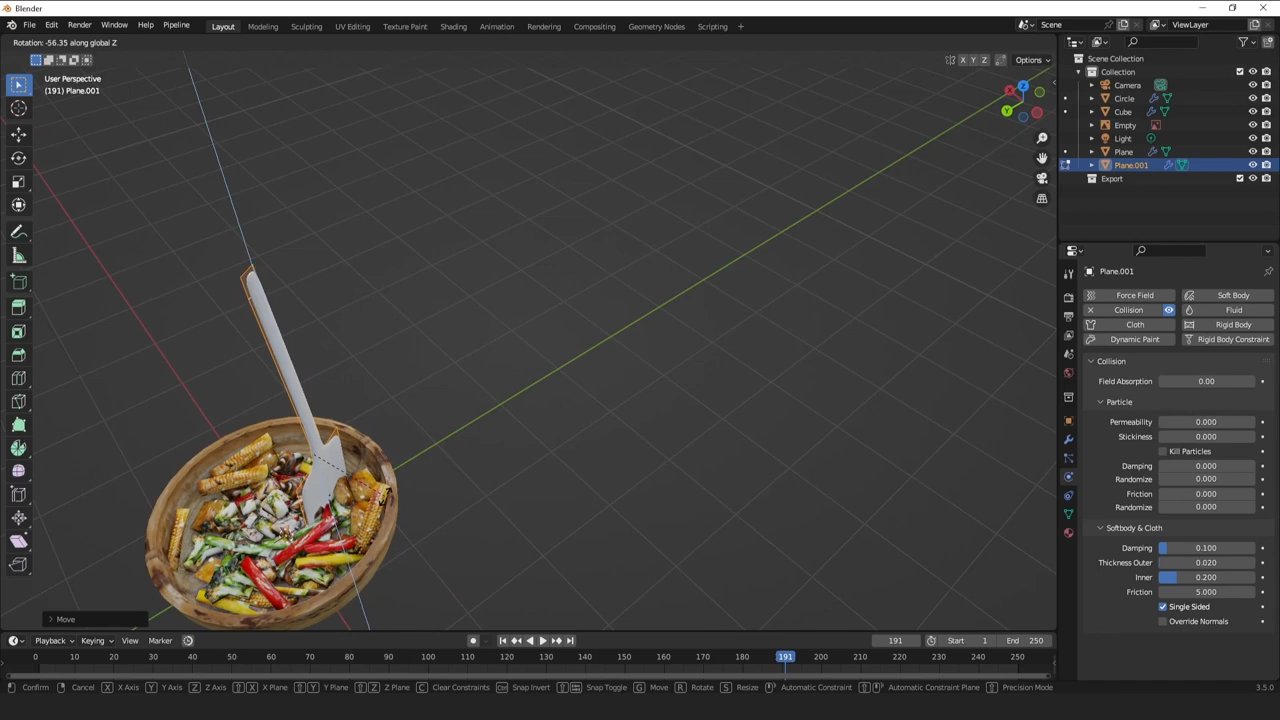 Blender
File Edit Render Window Help Pipeline Layout Modeling Sculpting UV Editing Texture Paint Shading Animation Rendering Compositing Geometry Nodes Scripting Scene ViewLayer
Rotation: -56.35 along global Z
X Y Z Options
User Perspective
(191) Plane.001
Z
X
Y
Scene Collection
Collection
Camera
Circle
Cube
Empty
Light
Plane
Plane.001
Export
Plane.001
Force Field Soft Body
Collision Fluid
Cloth Rigid Body
Dynamic Paint Rigid Body Constraint
Collision
Field Absorption 0.00
Particle
Permeability 0.000
Stickiness 0.000
Kill Particles
Damping 0.000
Randomize 0.000
Friction 0.000
Randomize 0.000
Softbody & Cloth
Damping 0.100
Thickness Outer 0.020
Inner 0.200
Friction 5.000
Single Sided
Override Normals
Move
Playback Keying View Marker 191 Start 1 End 250
0 10 20 30 40 50 60 70 80 90 100 110 120 130 140 150 160 170 180 191 200 210 220 230 240 250
Confirm Cancel X X Axis Y Y Axis Z Z Axis X X Plane Y Y Plane Z Z Plane C Clear Constraints Ctrl Snap Invert Snap Toggle G Move R Rotate S Resize Automatic Constraint Automatic Constraint Plane Precision Mode 3.5.0